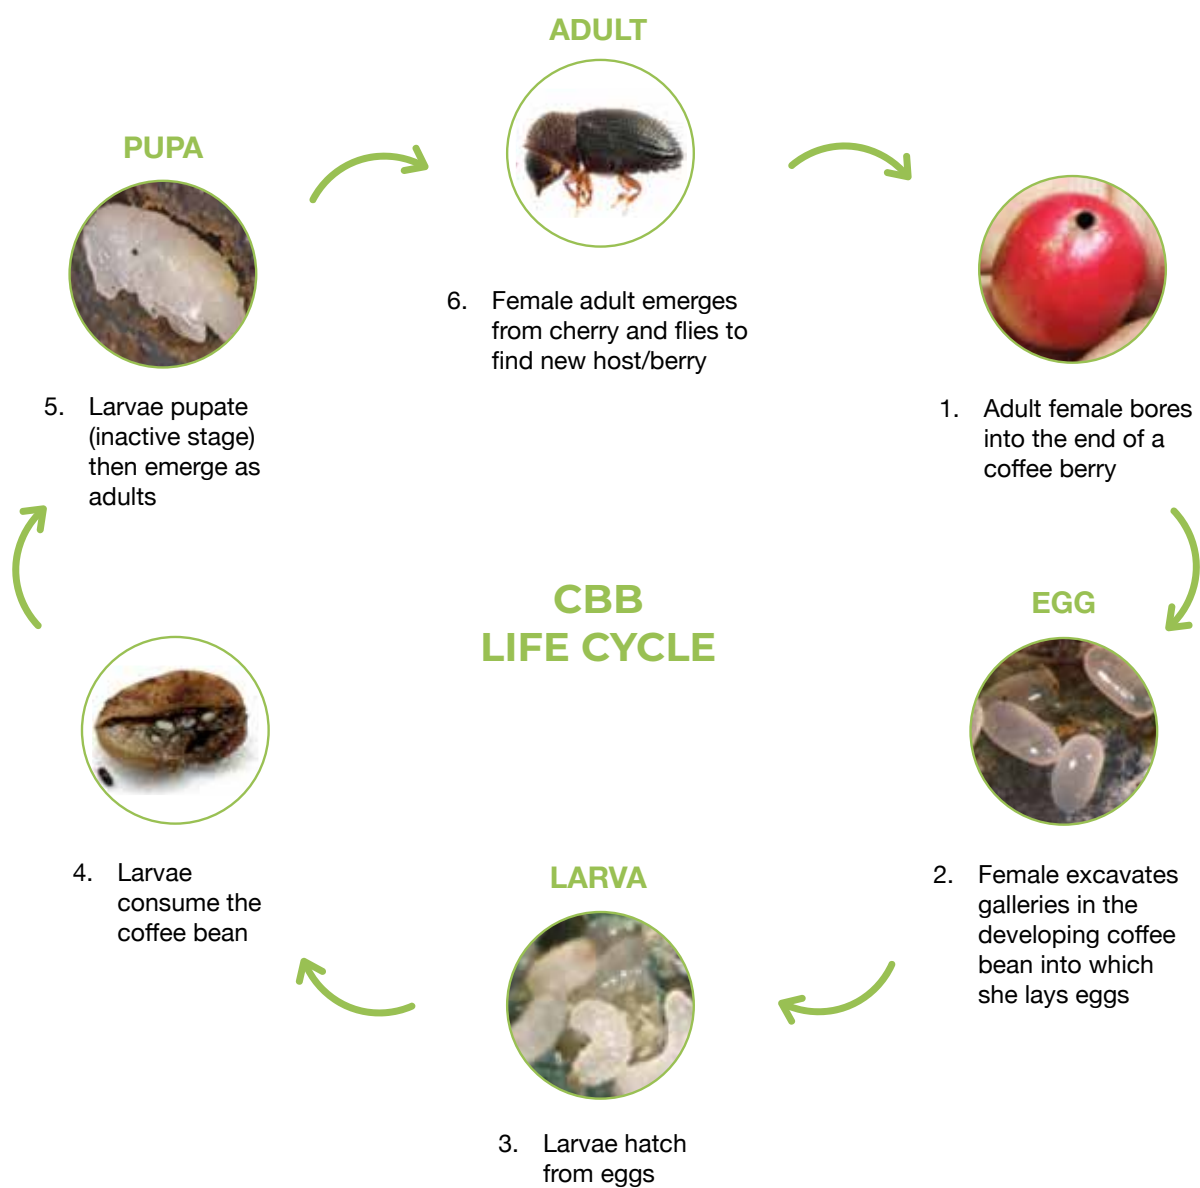 ADULT
6. Female adult emerges
from cherry and flies to
find new host/berry
1. Adult female bores
into the end of a
coffee berry
EGG
2. Female excavates
galleries in the
developing coffee
bean into which
she lays eggs
LARVA
3. Larvae hatch
from eggs
4. Larvae
consume the
coffee bean
PUPA
5. Larvae pupate
(inactive stage)
then emerge as
adults
CBB
LIFE CYCLE